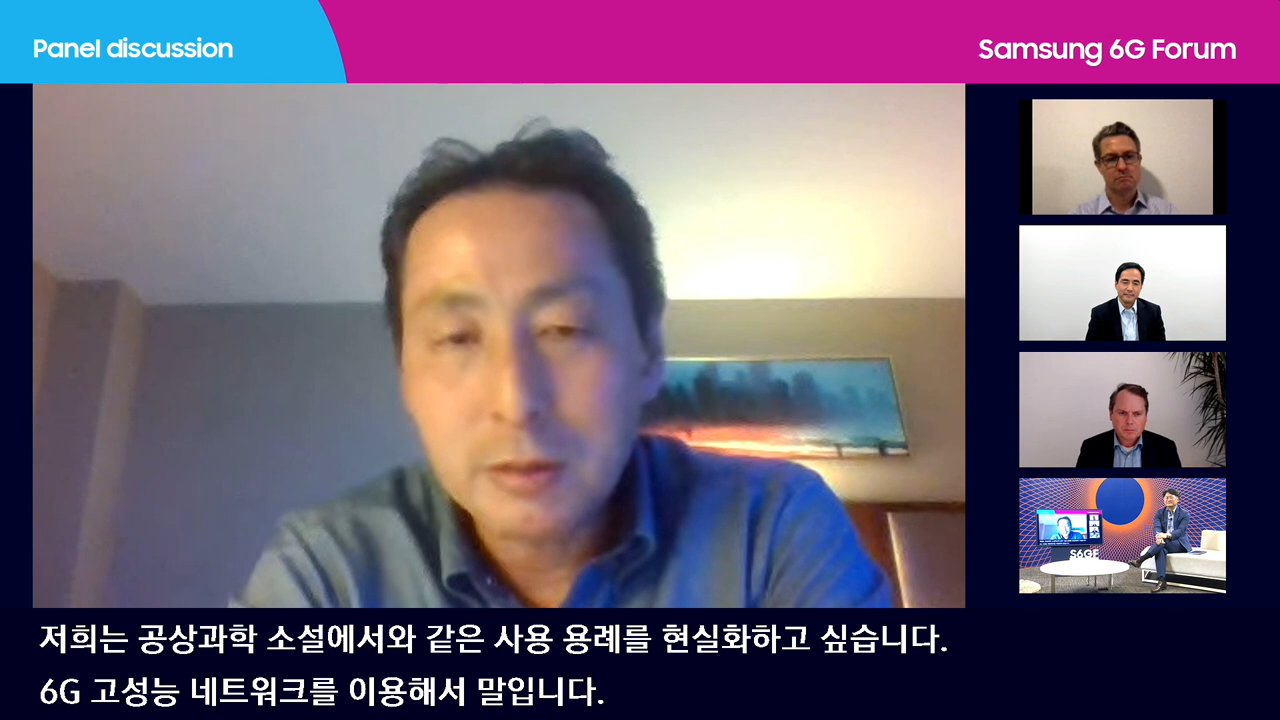 Panel discussion
Samsung 6G Forum
S6GF
저희는 공상과학 소설에서와 같은 사용 용례를 현실화하고 싶습니다.
6G 고성능 네트워크를 이용해서 말입니다.